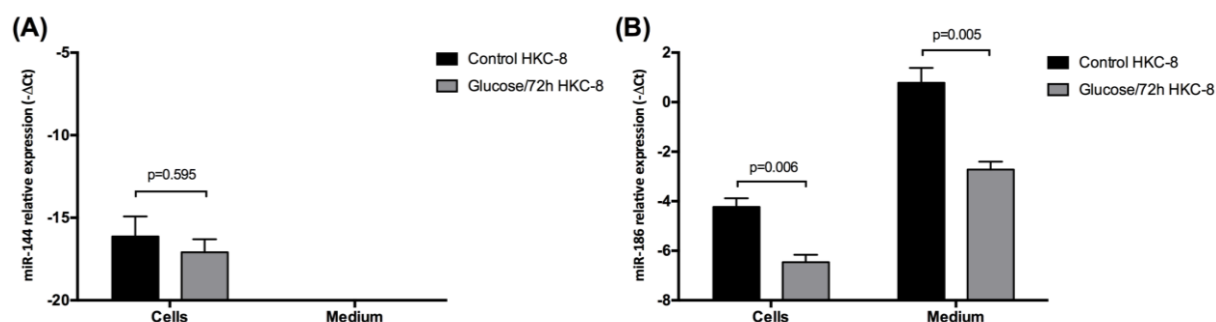 (A)
miR-144 relative expression (-ΔCt)
-5
-10
-15
-20
p=0.595
Cells
Medium
Control HKC-8
Glucose/72h HKC-8
(B)
miR-186 relative expression (-ΔCt)
2
0
-2
-4
-6
-8
p=0.006
p=0.005
Cells
Medium
Control HKC-8
Glucose/72h HKC-8